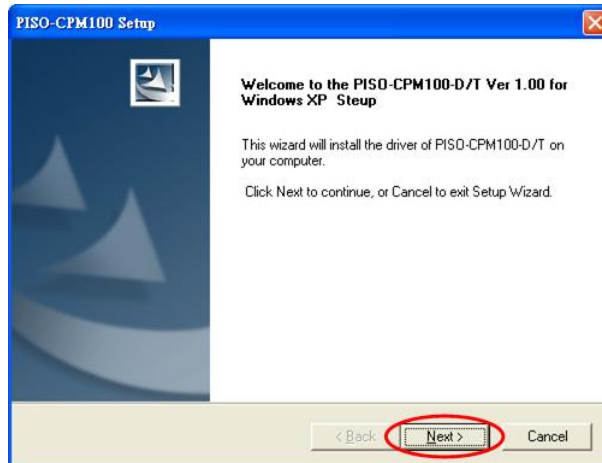 PISO-CPM100 Setup
Welcome to the PISO-CPM100-D/T Ver 1.00 for
Windows XP Steup
This wizard will install the driver of PISO-CPM100-D/T on
your computer.
Click Next to continue, or Cancel to exit Setup Wizard.
< Back Next > Cancel